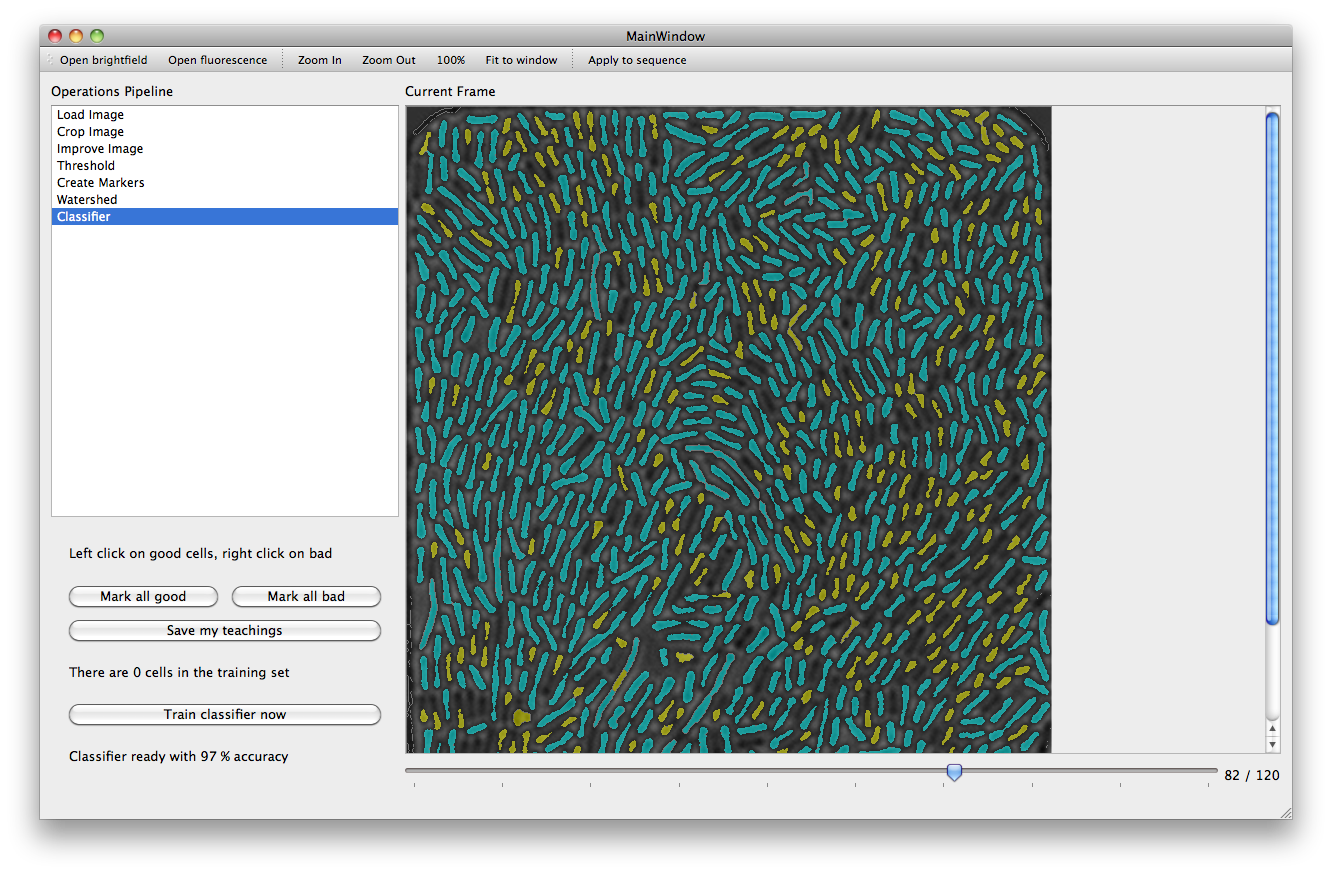 MainWindow
Open brightfield Open fluorescence Zoom In Zoom Out 100% Fit to window Apply to sequence
Operations Pipeline
Load Image
Crop Image
Improve Image
Threshold
Create Markers
Watershed
Classifier
Left click on good cells, right click on bad
Mark all good Mark all bad
Save my teachings
There are 0 cells in the training set
Train classifier now
Classifier ready with 97 % accuracy
Current Frame
82 / 120